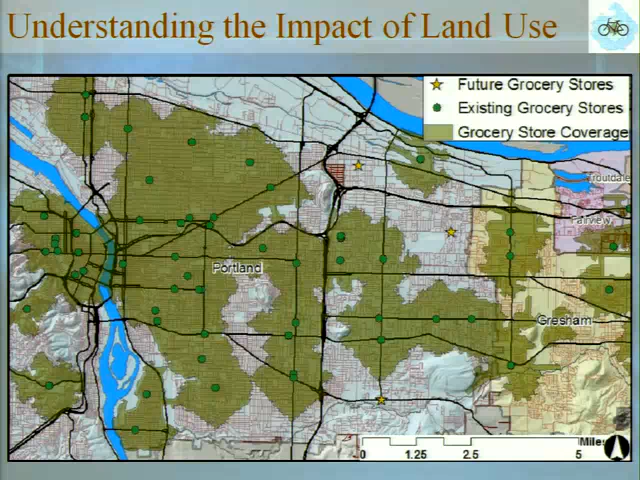 Understanding the Impact of Land Use
Future Grocery Stores
Existing Grocery Stores
Grocery Store Coverage
Troutdale
Fairview
Portland
Gresham
0 1.25 2.5 5
Miles